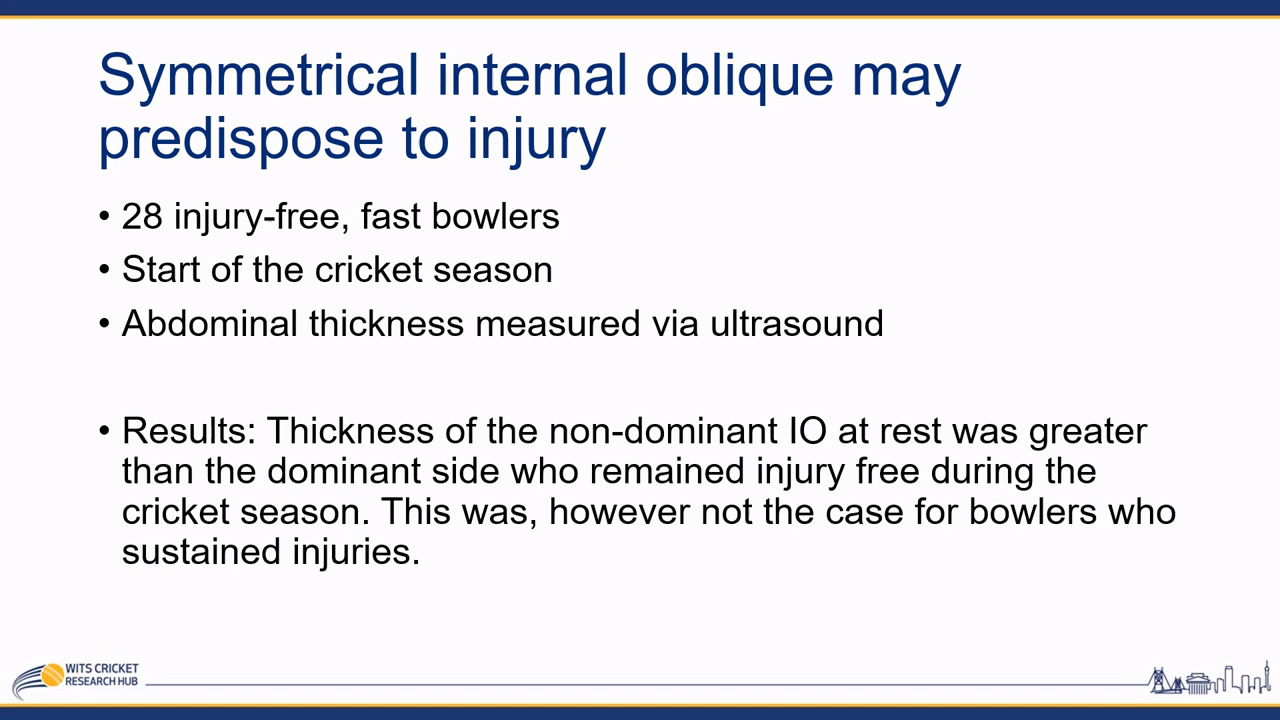 Symmetrical internal oblique may
predispose to injury
• 28 injury-free, fast bowlers
• Start of the cricket season
• Abdominal thickness measured via ultrasound
• Results: Thickness of the non-dominant IO at rest was greater
than the dominant side who remained injury free during the
cricket season. This was, however not the case for bowlers who
sustained injuries.
WITS CRICKET
RESEARCH HUB